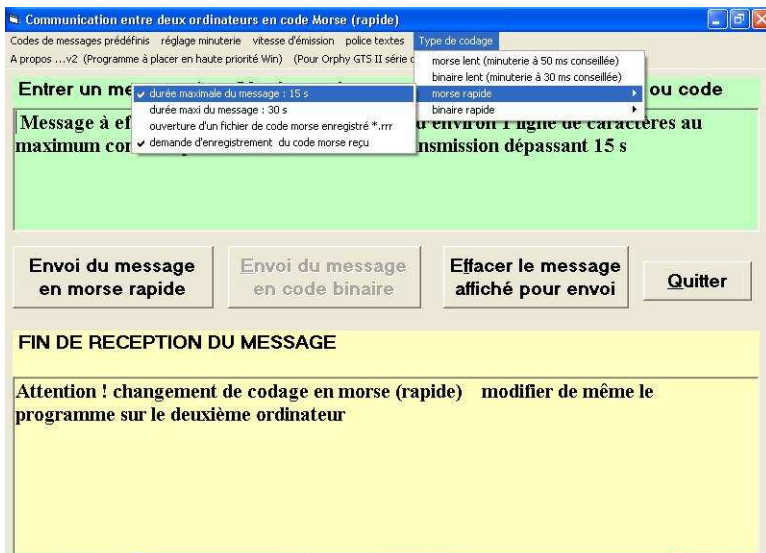 Communication entre deux ordinateurs en code Morse (rapide)
Codes de messages prédéfinis réglage minuterie vitesse d'émission police textes Type de codage
A propos ...v2 (Programme à placer en haute priorité Win) (Pour Orphy GTS II série
morse lent (minuterie à 50 ms conseillée)
binaire lent (minuterie à 30 ms conseillée)
morse rapide
binaire rapide
durée maximale du message : 15 s
durée maxi du message : 30 s
ouverture d'un fichier de code morse enregistré *.rrr
demande d'enregistrement du code morse reçu
Entrer un ou code
Message à d'environ 1 ligne de caractères au
maximum dépassant 15 s
Envoi du message
en morse rapide
Envoi du message
en code binaire
Effacer le message
affiché pour envoi
Quitter
FIN DE RECEPTION DU MESSAGE
Attention ! changement de codage en morse (rapide) modifier de même le
programme sur le deuxième ordinateur